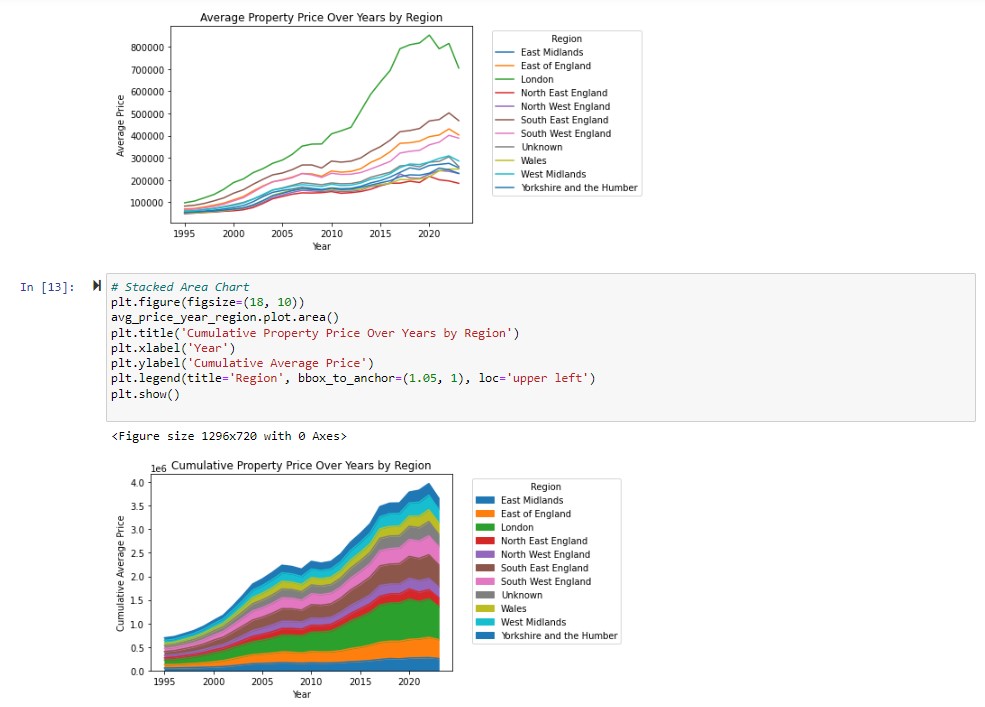 Average Property Price Over Years by Region
800000
700000
600000
500000
400000
300000
200000
100000
Average Price
1995
2000
2005
2010
2015
2020
Year
Region
East Midlands
East of England
London
North East England
North West England
South East England
South West England
Unknown
Wales
West Midlands
Yorkshire and the Humber
In [13]:
# Stacked Area Chart
plt.figure(figsize=(18, 10))
avg_price_year_region.plot.area()
plt.title('Cumulative Property Price Over Years by Region')
plt.xlabel('Year')
plt.ylabel('Cumulative Average Price')
plt.legend(title='Region', bbox_to_anchor=(1.05, 1), loc='upper left')
plt.show()
<Figure size 1296x720 with 0 Axes>
1e6
Cumulative Property Price Over Years by Region
4.0
3.5
3.0
2.5
2.0
1.5
1.0
0.5
0.0
Cumulative Average Price
1995
2000
2005
2010
2015
2020
Year
Region
East Midlands
East of England
London
North East England
North West England
South East England
South West England
Unknown
Wales
West Midlands
Yorkshire and the Humber